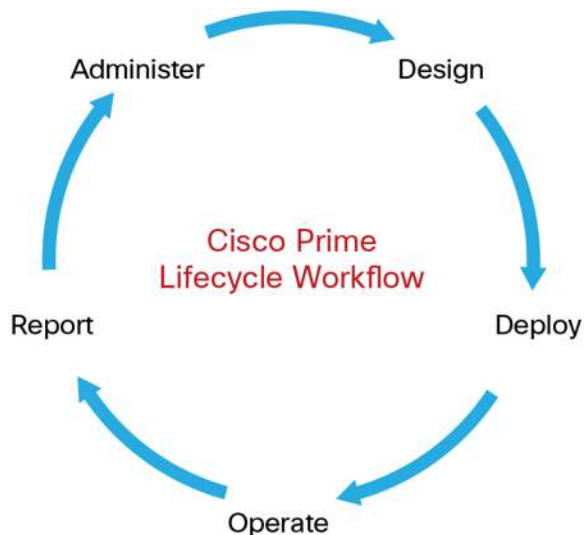 Administer
Design
Cisco Prime
Lifecycle Workflow
Report
Deploy
Operate